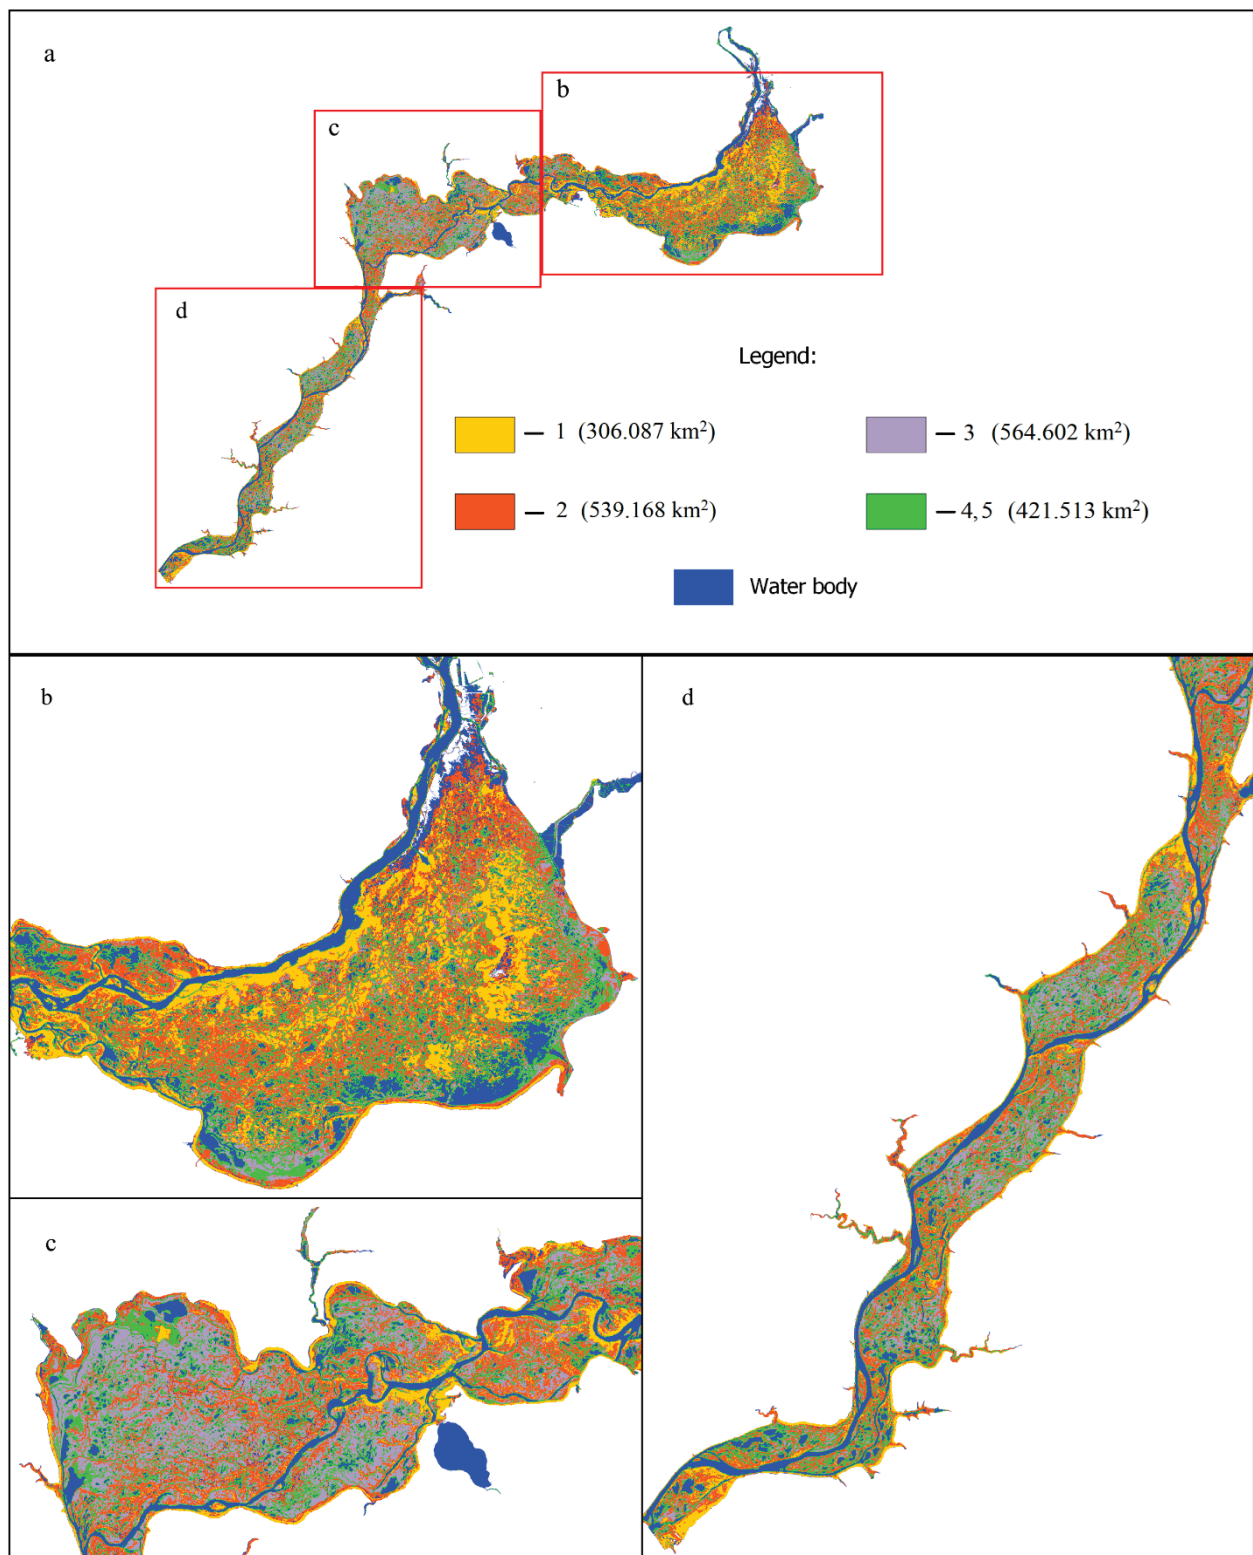 a
b
c
d
Legend:
1 (306.087 km²)
3 (564.602 km²)
2 (539.168 km²)
4, 5 (421.513 km²)
Water body
b
d
c